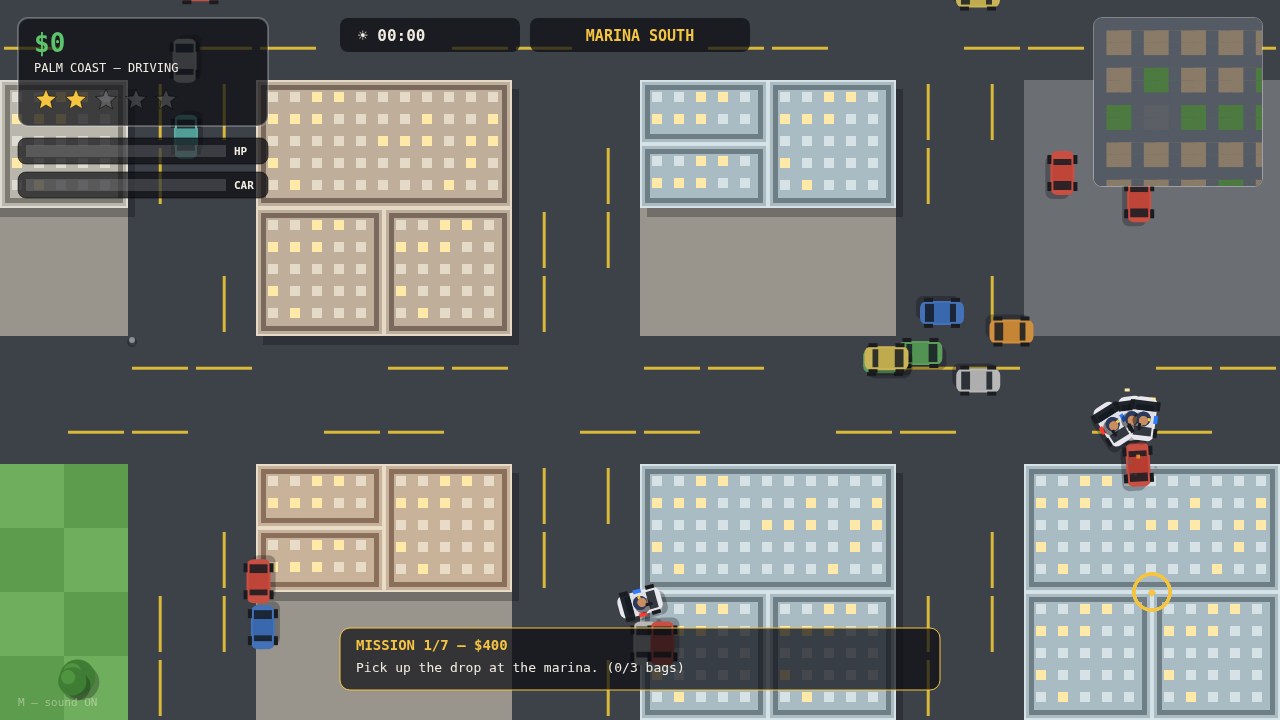 $0
PALM COAST — DRIVING
HP
CAR
☀ 00:00
MARINA SOUTH
MISSION 1/7 — $400
Pick up the drop at the marina. (0/3 bags)
M — sound ON